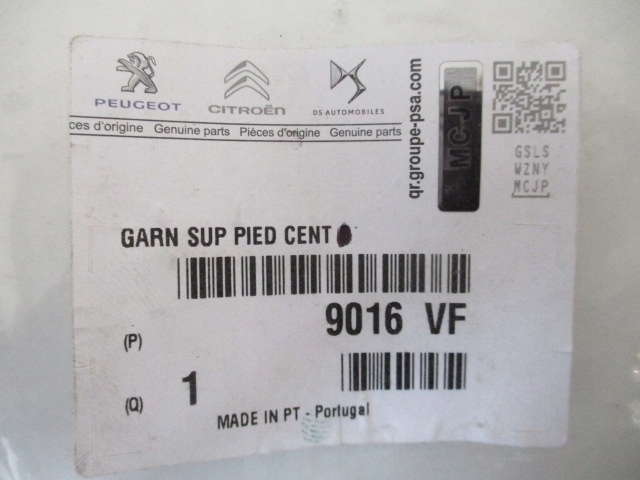 PEUGEOT CITROËN DS AUTOMOBILES
ces d'origine Genuine parts Pièces d'origine Genuine parts
qr.groupe-psa.com
MCJP
GSLS
WZNY
MCJP
GARN SUP PIED CENT
(P) 9016 VF
(Q) 1
MADE IN PT - Portugal